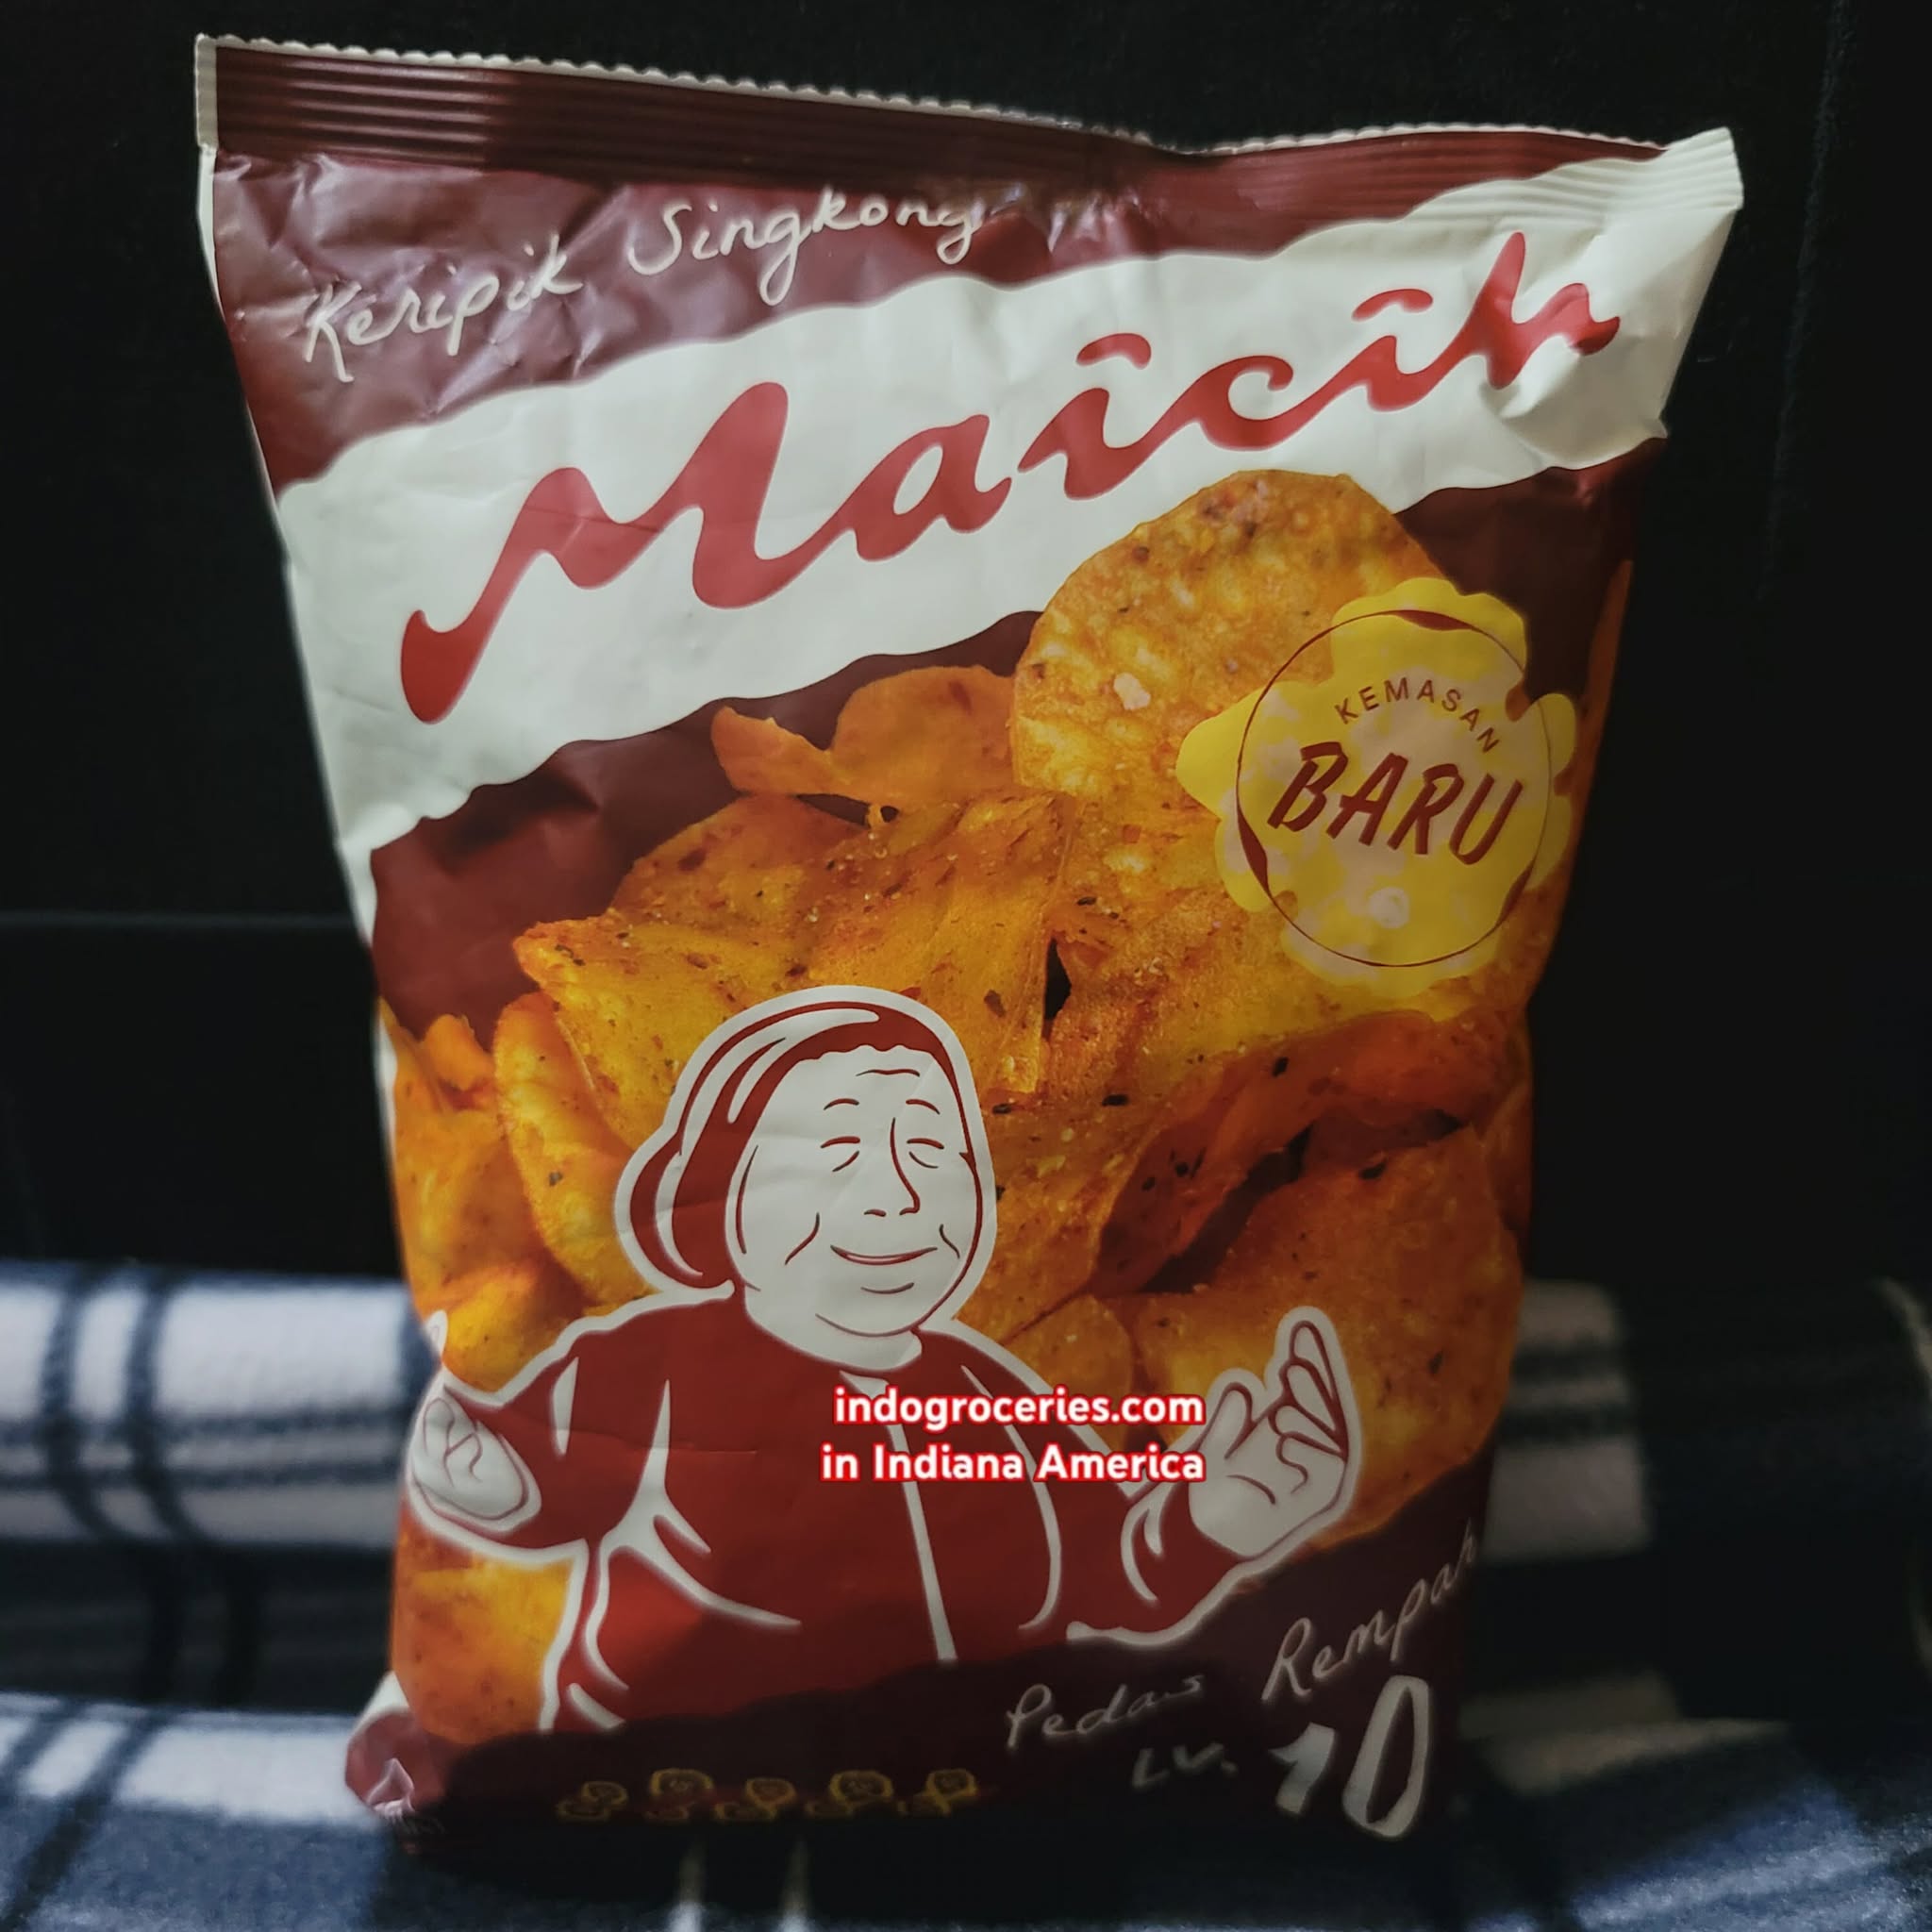 Keripik Singkong
Maicih
KEMASAN
BARU
indogroceries.com
in Indiana America
Pedas Rempah
LV. 10